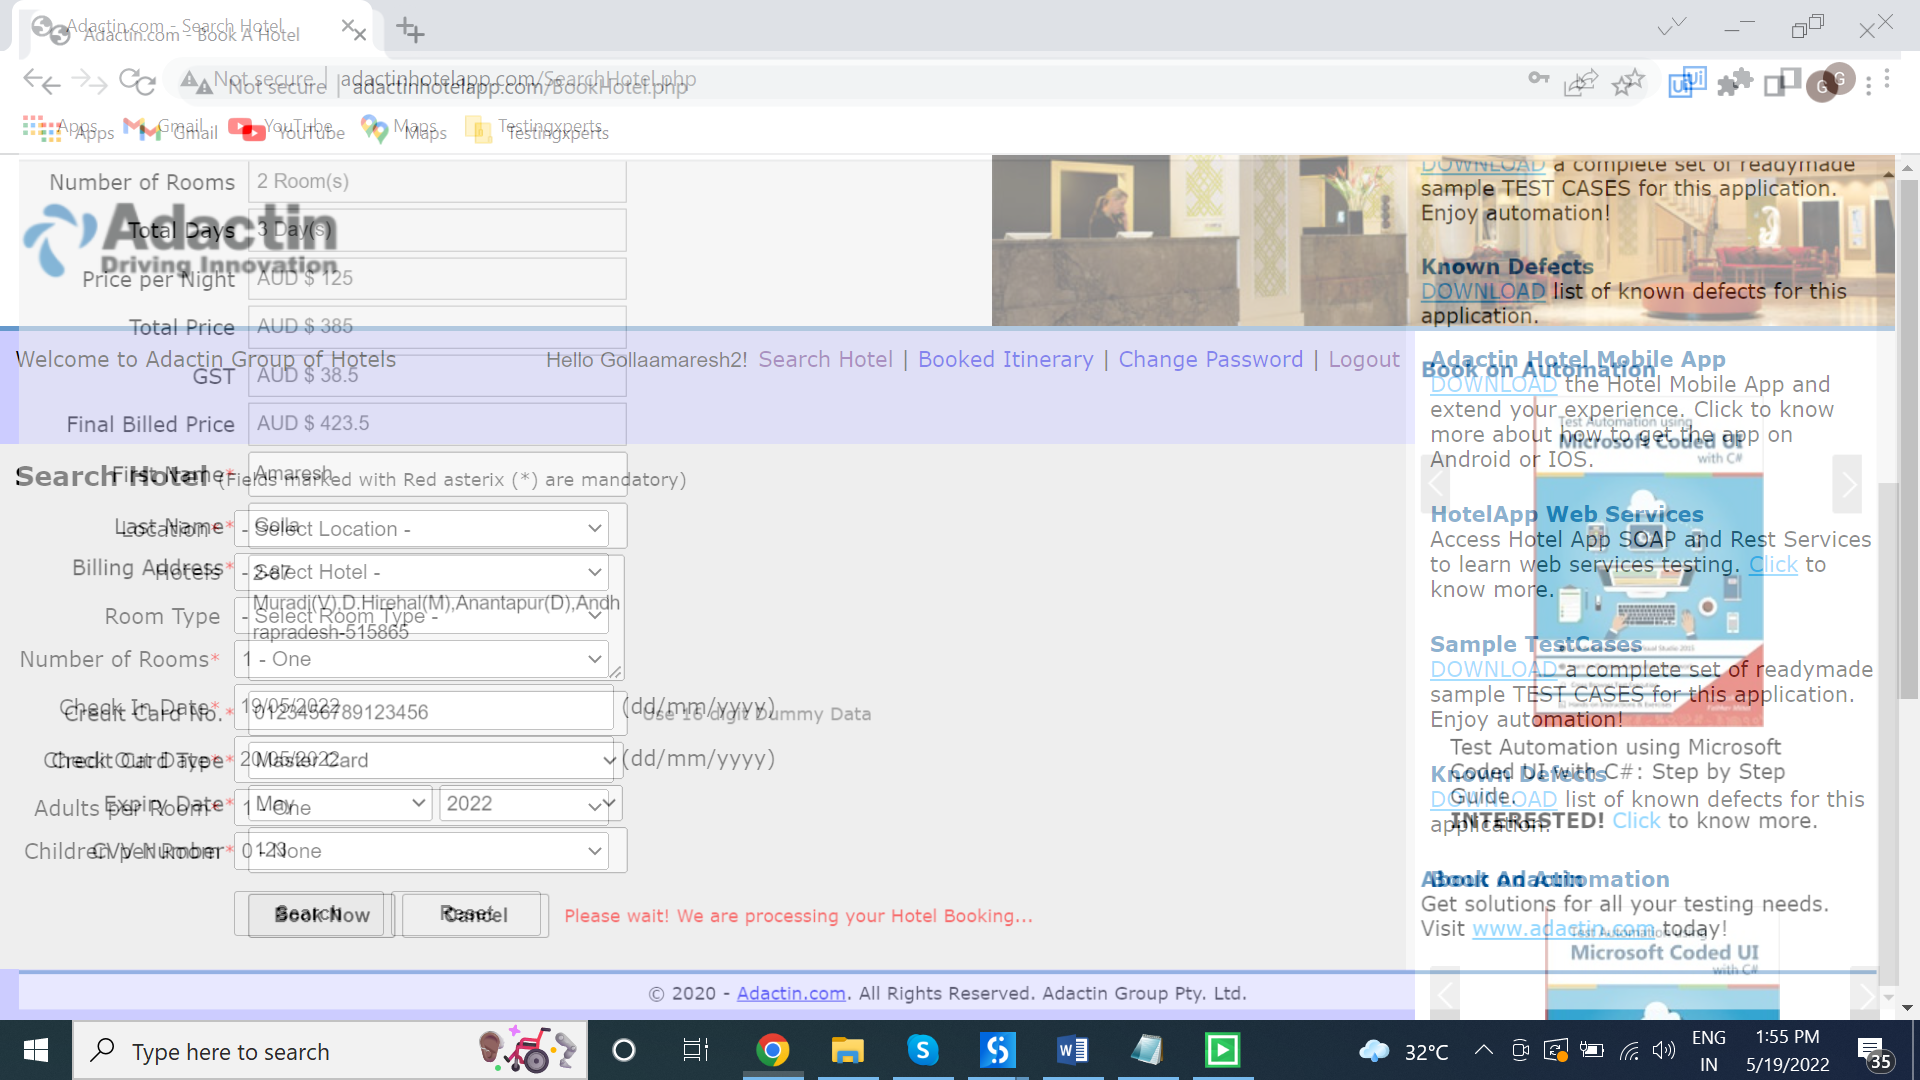 Adactin.com - Search Hotel
Adactin.com - Book A Hotel
Not secure | adactinhotelapp.com/SearchHotel.php
Not secure | adactinhotelapp.com/BookHotel.php
Apps Gmail YouTube Maps Testingxperts
Apps Gmail YouTube Maps Testingxperts
Number of Rooms 2 Room(s)
Adactin
Driving Innovation
Total Days 3 Day(s)
Price per Night AUD $ 125
Total Price AUD $ 385
GST AUD $ 38.5
Final Billed Price AUD $ 423.5
Welcome to Adactin Group of Hotels
Hello Gollaamaresh2! Search Hotel | Booked Itinerary | Change Password | Logout
First Name* Amaresh
Search Hotel (Fields marked with Red asterix (*) are mandatory)
Last Name* Golla
Location* - Select Location -
Billing Address* 2-87
Muradi(V),D.Hirehal(M),Anantapur(D),Andh
rapradesh-515865
Hotels - Select Hotel -
Room Type - Select Room Type -
Number of Rooms* 1 - One
Check In Date* 19/05/2022 (dd/mm/yyyy)
Credit Card No.* 0123456789123456 Use 16 digit Dummy Data
Check Out Date* 20/05/2022 (dd/mm/yyyy)
Credit Card Type* Master Card
Expiry Date* May 2022
Adults per Room* 1 - One
Children per Room 0 - None
CVV Number* 123
Search Reset
Book Now Cancel Please wait! We are processing your Hotel Booking...
© 2020 - Adactin.com. All Rights Reserved. Adactin Group Pty. Ltd.
DOWNLOAD a complete set of readymade
sample TEST CASES for this application.
Enjoy automation!
Known Defects
DOWNLOAD list of known defects for this
application.
Book on Automation
Test Automation using
Microsoft Coded UI
with C#
Test Automation using Microsoft
Coded UI with C#: Step by Step
Guide.
INTERESTED! Click to know more.
About Adactin
Get solutions for all your testing needs.
Visit www.adactin.com today!
Adactin Hotel Mobile App
DOWNLOAD the Hotel Mobile App and
extend your experience. Click to know
more about how to get the app on
Android or IOS.
HotelApp Web Services
Access Hotel App SOAP and Rest Services
to learn web services testing. Click to
know more.
Sample TestCases
DOWNLOAD a complete set of readymade
sample TEST CASES for this application.
Enjoy automation!
Known Defects
DOWNLOAD list of known defects for this
application.
Book on Automation
Test Automation using
Microsoft Coded UI
with C#
Type here to search
32°C
ENG
IN
1:55 PM
5/19/2022
35